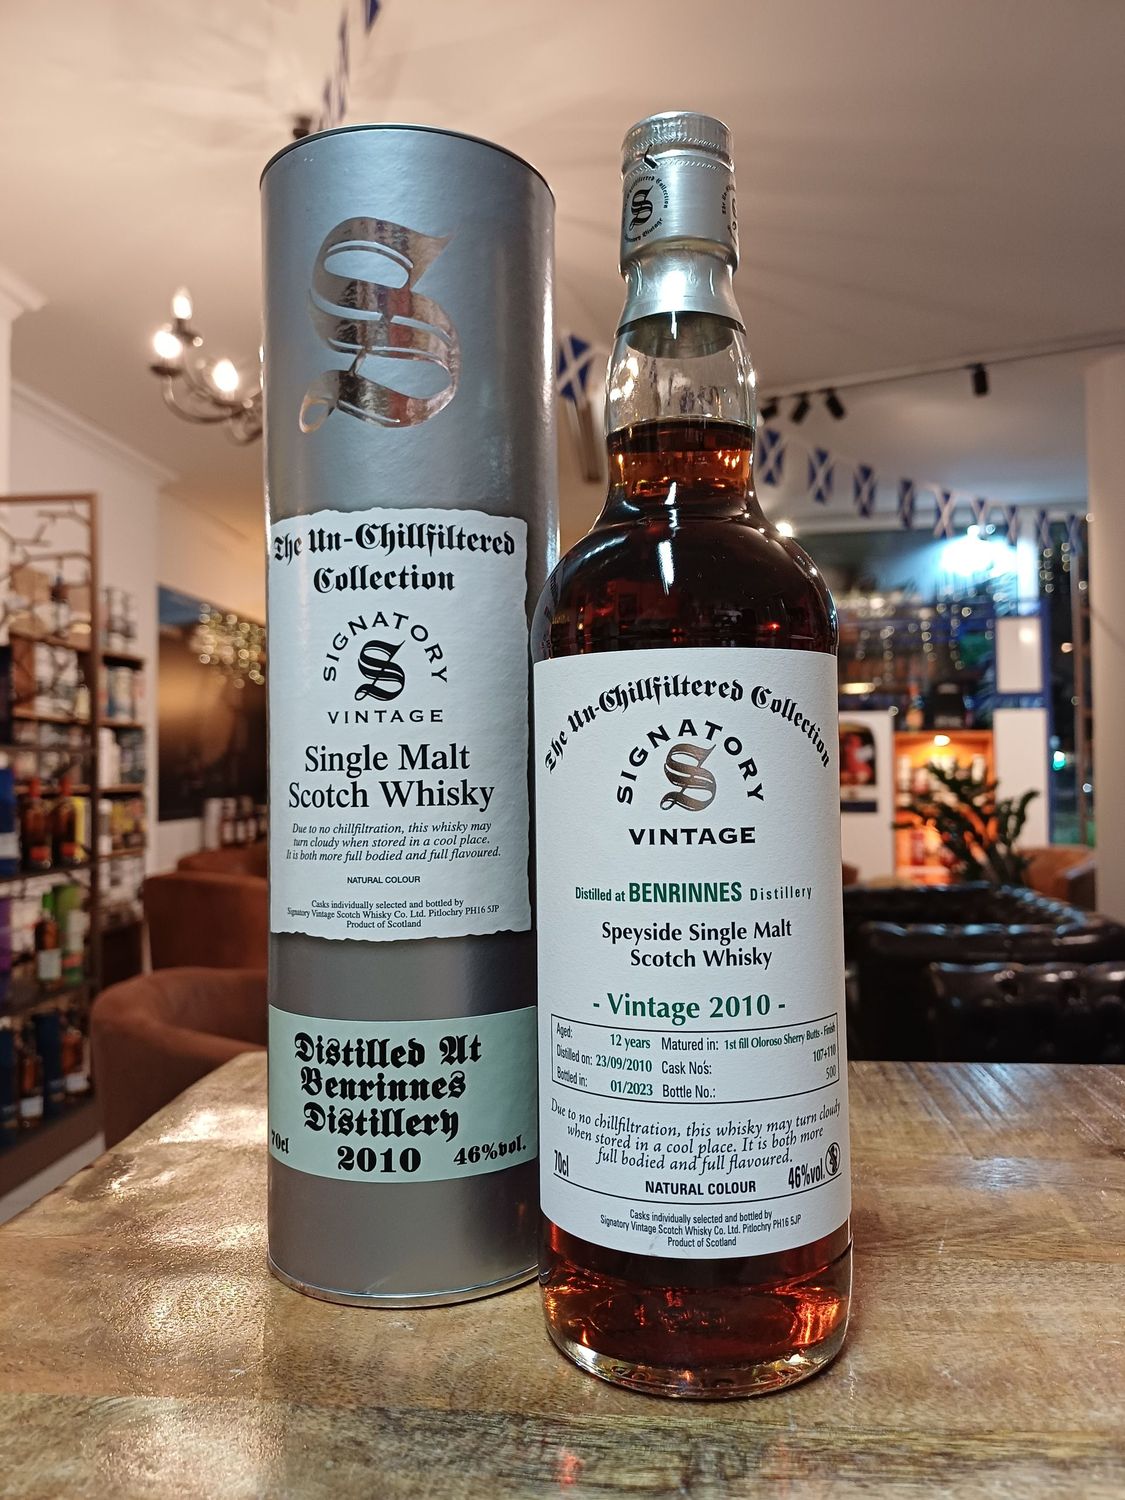 The Un-Chillfiltered
Collection
SIGNATORY
S
VINTAGE
Single Malt
Scotch Whisky
Due to no chillfiltration, this whisky may
turn cloudy when stored in a cool place.
It is both more full bodied and full flavoured.
NATURAL COLOUR
Casks individually selected and bottled by
Signatory Vintage Scotch Whisky Co. Ltd. Pitlochry PH16 5JP
Product of Scotland
Distilled At
Benrinnes
Distillery
70cl 2010 46%vol.
The Un-Chillfiltered Collection
SIGNATORY
S
VINTAGE
Distilled at BENRINNES Distillery
Speyside Single Malt
Scotch Whisky
- Vintage 2010 -
Aged: 12 years Matured in: 1st fill Oloroso Sherry Butts - Finish
Distilled on: 23/09/2010 Cask No's: 107+110
Bottled in: 01/2023 Bottle No.: 500
Due to no chillfiltration, this whisky may turn cloudy
when stored in a cool place. It is both more
full bodied and full flavoured.
70cl NATURAL COLOUR 46%vol.
Casks individually selected and bottled by
Signatory Vintage Scotch Whisky Co. Ltd. Pitlochry PH16 5JP
Product of Scotland